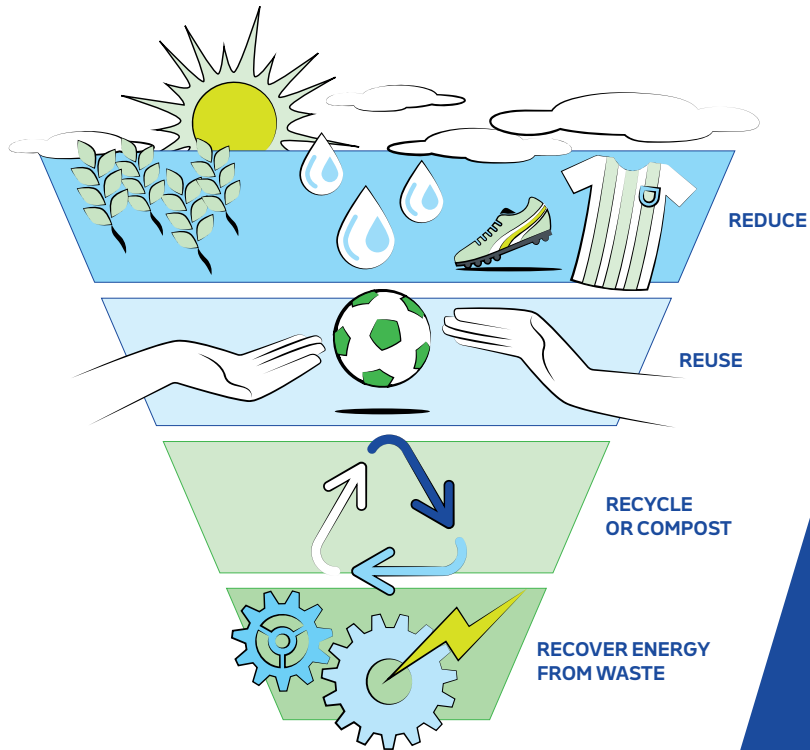 REDUCE
REUSE
RECYCLE
OR COMPOST
RECOVER ENERGY
FROM WASTE